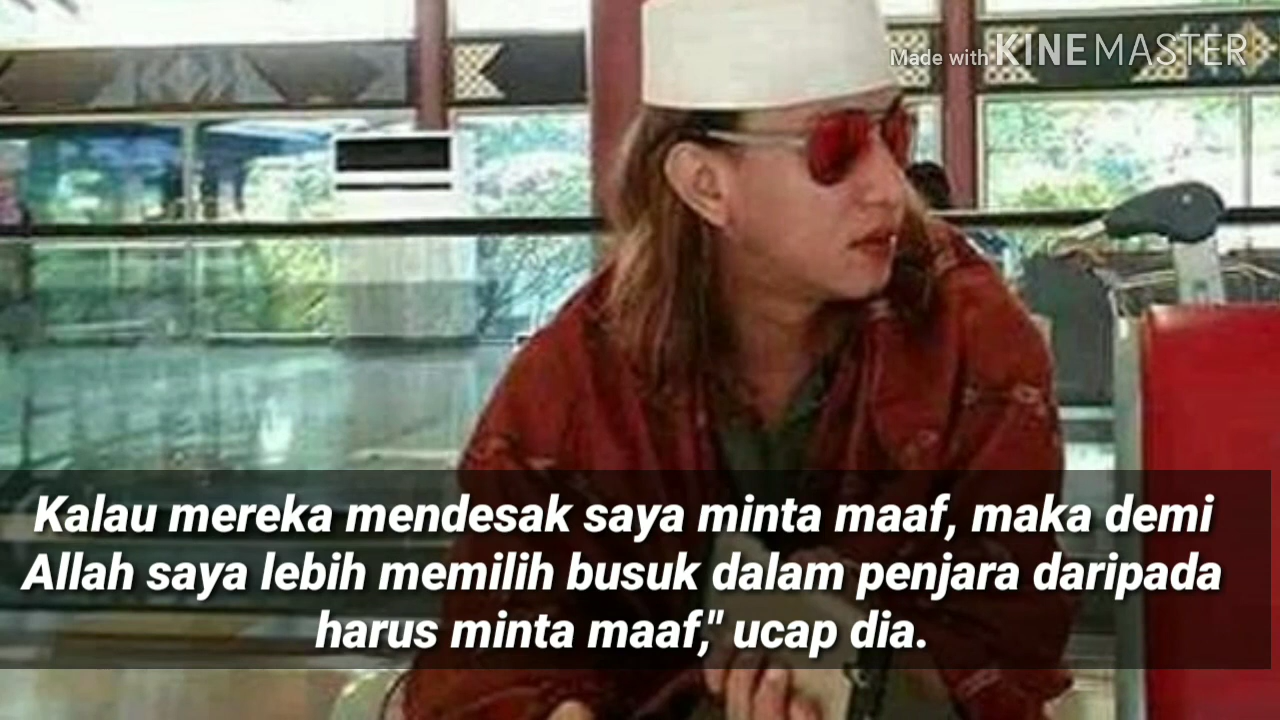 Made with KINEMASTER
Kalau mereka mendesak saya minta maaf, maka demi
Allah saya lebih memilih busuk dalam penjara daripada
harus minta maaf," ucap dia.